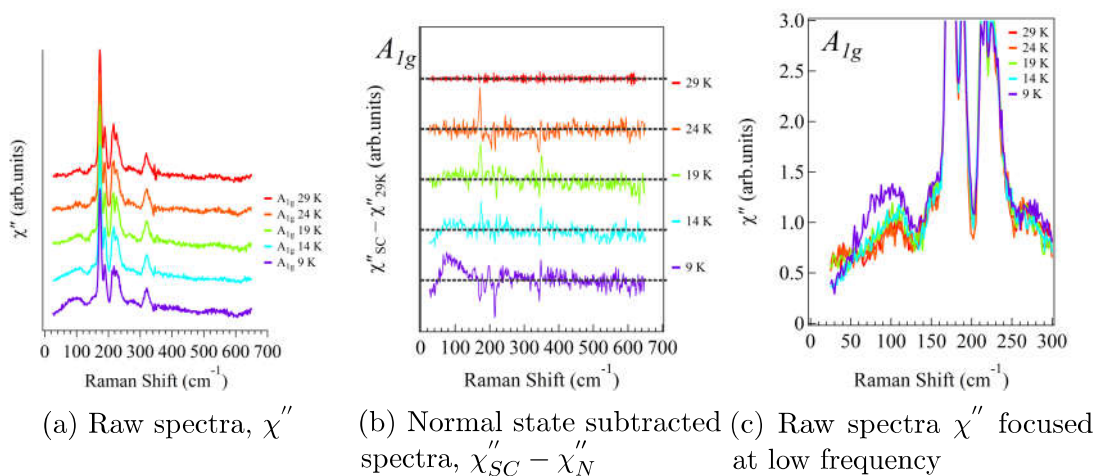 χ″ (arb.units)
A1g 29 K
A1g 24 K
A1g 19 K
A1g 14 K
A1g 9 K
0 100 200 300 400 500 600 700
Raman Shift (cm-1)
(a) Raw spectra, χ″
A1g
χ″SC − χ″29K (arb.units)
29 K
24 K
19 K
14 K
9 K
0 100 200 300 400 500 600 700
Raman Shift (cm-1)
(b) Normal state subtracted
spectra, χ″SC − χ″N
A1g
29 K
24 K
19 K
14 K
9 K
χ″ (arb.units)
3.0
2.5
2.0
1.5
1.0
0.5
0
0 50 100 150 200 250 300
Raman Shift (cm-1)
(c) Raw spectra χ″ focused
at low frequency